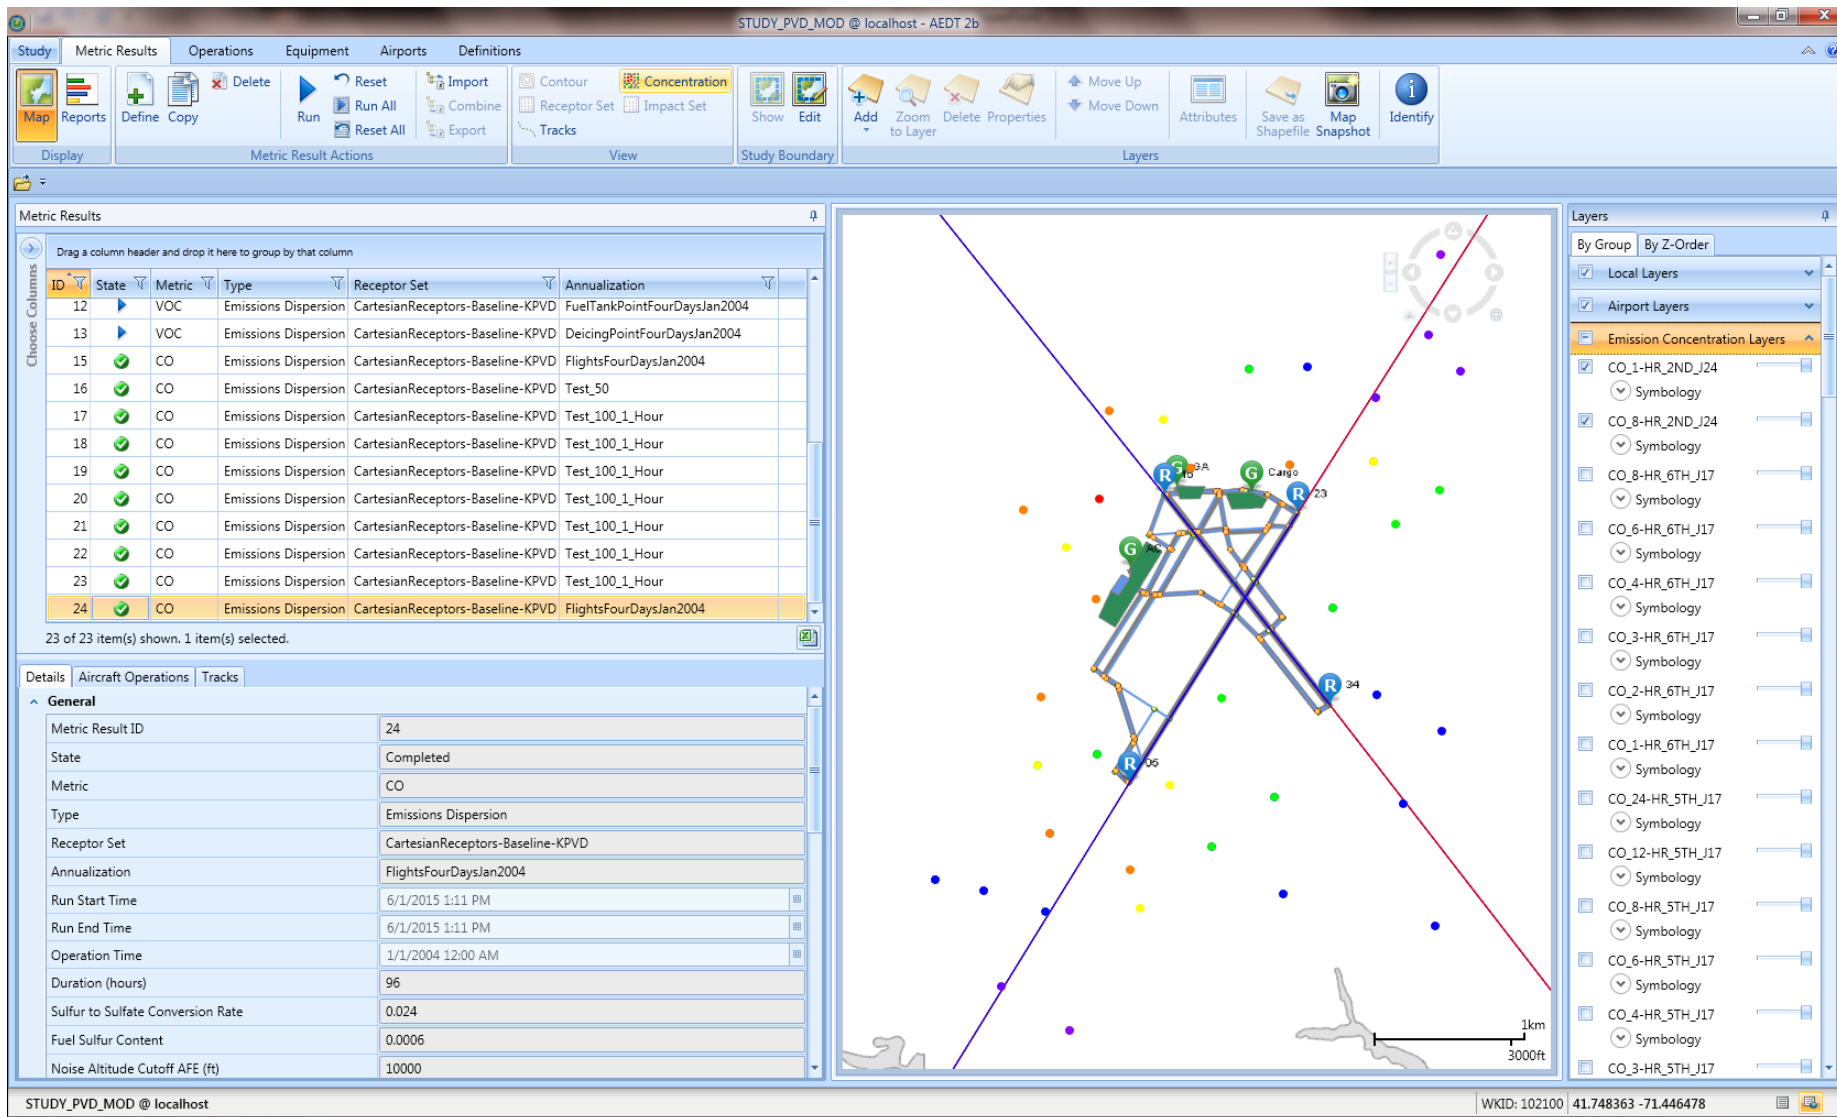 STUDY_PVD_MOD @ localhost - AEDT 2b
Study Metric Results Operations Equipment Airports Definitions
Map Reports
Display
Define Copy Delete Run Reset Run All Reset All Import Combine Export
Metric Result Actions
Contour Concentration
Receptor Set Impact Set
Tracks
View
Show Edit
Study Boundary
Add Zoom to Layer Delete Properties Move Up Move Down Attributes Save as Shapefile Map Snapshot Identify
Layers
Metric Results
Choose Columns
Drag a column header and drop it here to group by that column
ID State Metric Type Receptor Set Annualization
12 VOC Emissions Dispersion CartesianReceptors-Baseline-KPVD FuelTankPointFourDaysJan2004
13 VOC Emissions Dispersion CartesianReceptors-Baseline-KPVD DeicingPointFourDaysJan2004
15 CO Emissions Dispersion CartesianReceptors-Baseline-KPVD FlightsFourDaysJan2004
16 CO Emissions Dispersion CartesianReceptors-Baseline-KPVD Test_50
17 CO Emissions Dispersion CartesianReceptors-Baseline-KPVD Test_100_1_Hour
18 CO Emissions Dispersion CartesianReceptors-Baseline-KPVD Test_100_1_Hour
19 CO Emissions Dispersion CartesianReceptors-Baseline-KPVD Test_100_1_Hour
20 CO Emissions Dispersion CartesianReceptors-Baseline-KPVD Test_100_1_Hour
21 CO Emissions Dispersion CartesianReceptors-Baseline-KPVD Test_100_1_Hour
22 CO Emissions Dispersion CartesianReceptors-Baseline-KPVD Test_100_1_Hour
23 CO Emissions Dispersion CartesianReceptors-Baseline-KPVD Test_100_1_Hour
24 CO Emissions Dispersion CartesianReceptors-Baseline-KPVD FlightsFourDaysJan2004
23 of 23 item(s) shown. 1 item(s) selected.
Details Aircraft Operations Tracks
General
Metric Result ID 24
State Completed
Metric CO
Type Emissions Dispersion
Receptor Set CartesianReceptors-Baseline-KPVD
Annualization FlightsFourDaysJan2004
Run Start Time 6/1/2015 1:11 PM
Run End Time 6/1/2015 1:11 PM
Operation Time 1/1/2004 12:00 AM
Duration (hours) 96
Sulfur to Sulfate Conversion Rate 0.024
Fuel Sulfur Content 0.0006
Noise Altitude Cutoff AFE (ft) 10000
R G GA
G Cargo
R 23
G AC
R 34
R 05
1km
3000ft
Layers
By Group By Z-Order
Local Layers
Airport Layers
Emission Concentration Layers
CO_1-HR_2ND_J24
Symbology
CO_8-HR_2ND_J24
Symbology
CO_8-HR_6TH_J17
Symbology
CO_6-HR_6TH_J17
Symbology
CO_4-HR_6TH_J17
Symbology
CO_3-HR_6TH_J17
Symbology
CO_2-HR_6TH_J17
Symbology
CO_1-HR_6TH_J17
Symbology
CO_24-HR_5TH_J17
Symbology
CO_12-HR_5TH_J17
Symbology
CO_8-HR_5TH_J17
Symbology
CO_6-HR_5TH_J17
Symbology
CO_4-HR_5TH_J17
Symbology
CO_3-HR_5TH_J17
STUDY_PVD_MOD @ localhost
WKID: 102100 41.748363 -71.446478